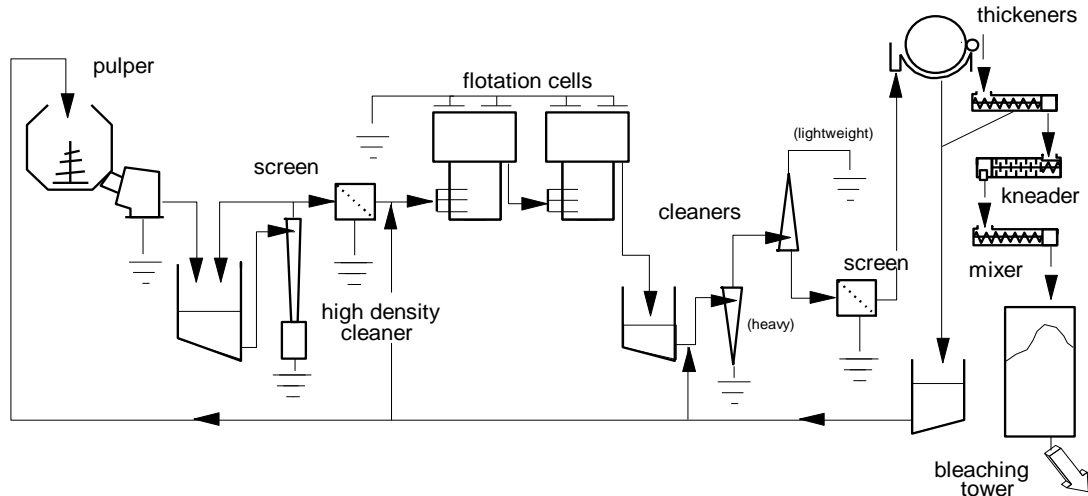 thickeners
pulper
flotation cells
(lightweight)
screen
kneader
cleaners
screen
mixer
high density
cleaner
(heavy)
bleaching
tower